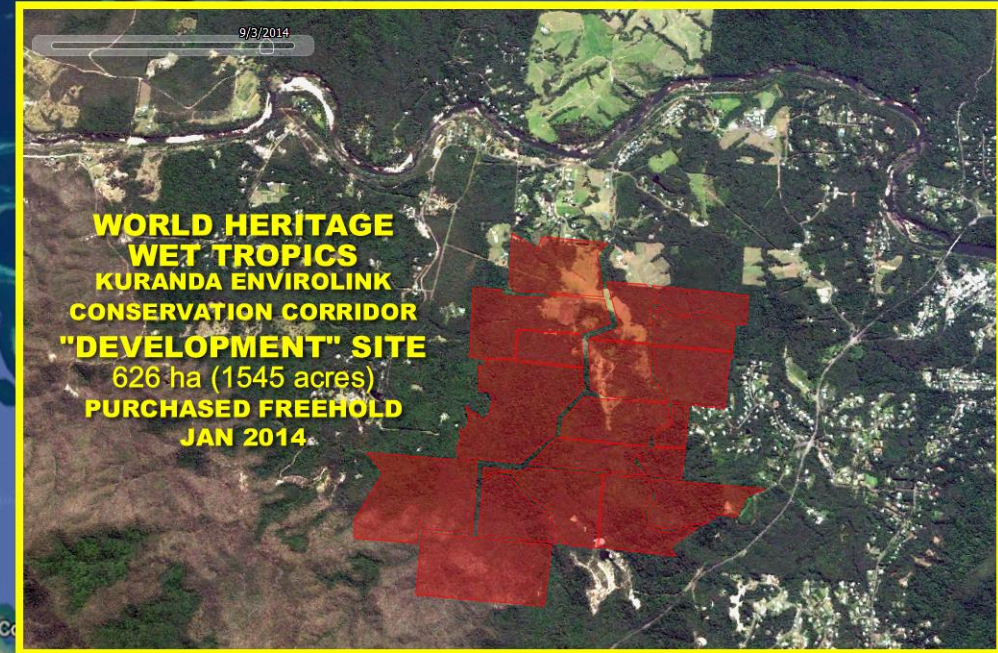 9/3/2014
WORLD HERITAGE
WET TROPICS
KURANDA ENVIROLINK
CONSERVATION CORRIDOR
"DEVELOPMENT" SITE
626 ha (1545 acres)
PURCHASED FREEHOLD
JAN 2014